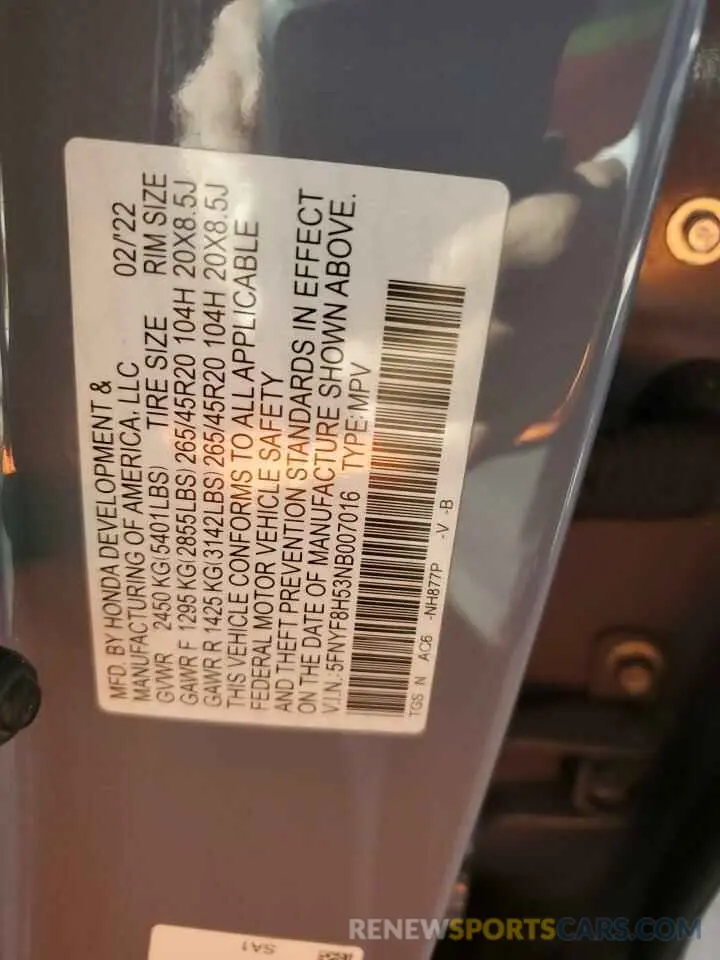 MFD. BY HONDA DEVELOPMENT &
MANUFACTURING OF AMERICA, LLC 02/'22
GVWR 2450 KG(5401LBS) TIRE SIZE RIM SIZE
GAWR F 1295 KG(2855LBS) 265/45R20 104H 20X8.5J
GAWR R 1425 KG(3142LBS) 265/45R20 104H 20X8.5J
THIS VEHICLE CONFORMS TO ALL APPLICABLE
FEDERAL MOTOR VEHICLE SAFETY
AND THEFT PREVENTION STANDARDS IN EFFECT
ON THE DATE OF MANUFACTURE SHOWN ABOVE.
V.I.N.:5FNYF8H53NB007016 TYPE:MPV
TGS N AC6 -NH877P -V -B
SA1
RENEWSPORTSCARS.COM